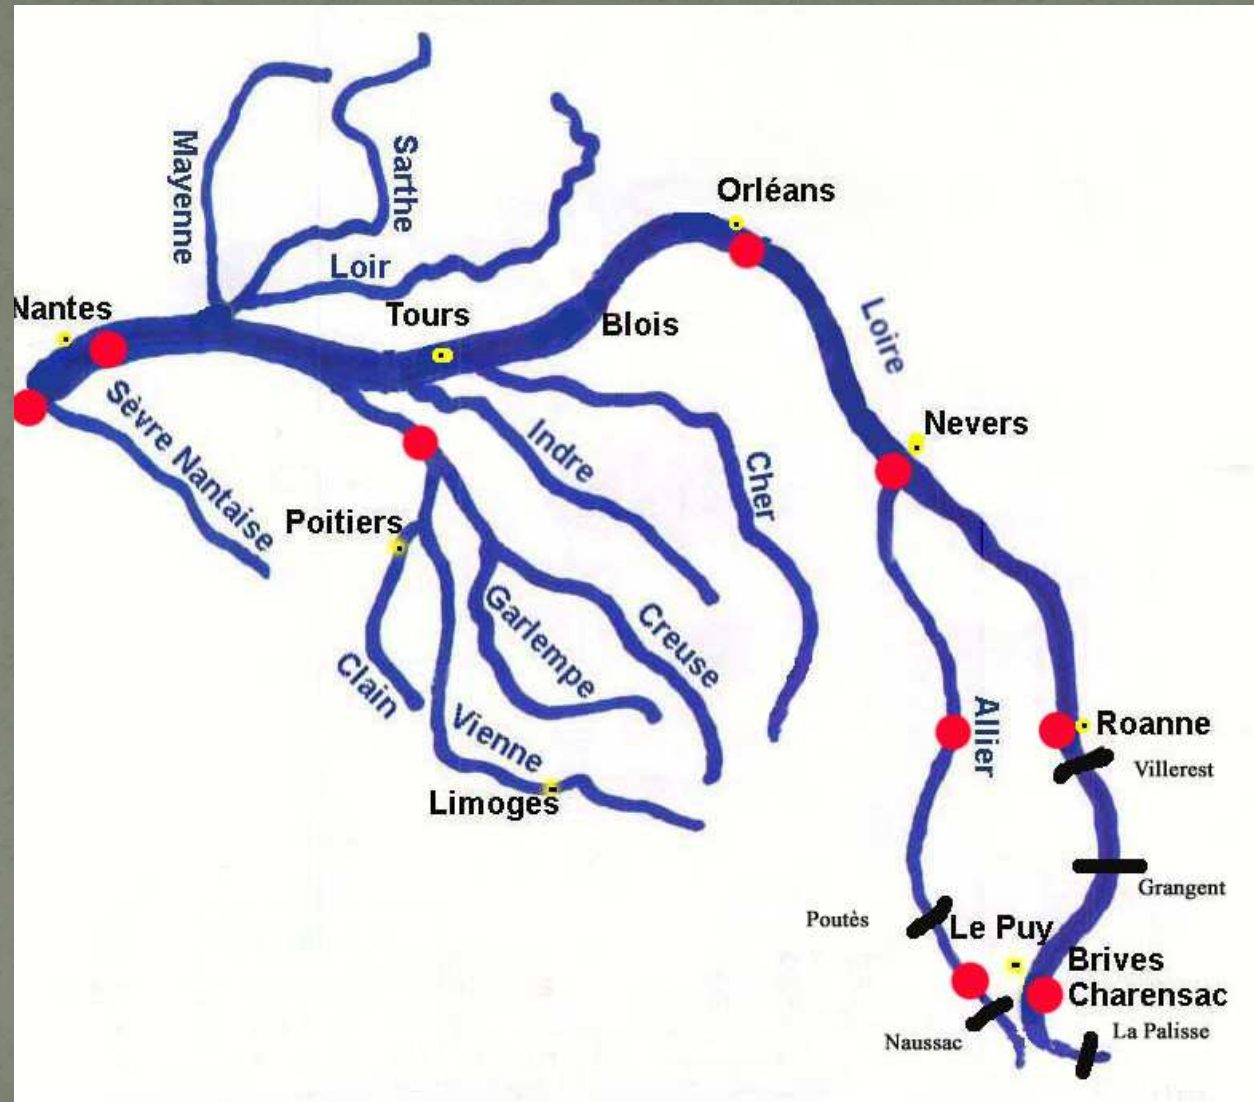 Mayenne
Sarthe
Loir
Orléans
Nantes
Tours
Blois
Loire
Sèvre Nantaise
Indre
Cher
Nevers
Poitiers
Garlempe
Creuse
Clain
Vienne
Limoges
Allier
Roanne
Villerest
Grangent
Poutès
Le Puy
Brives
Charensac
Naussac
La Palisse